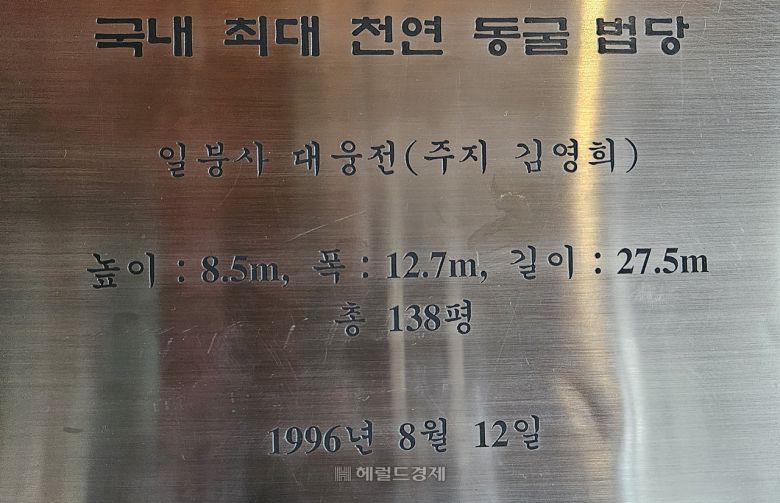 국내 최대 천연 동굴 법당
일붕사 대웅전(주지 김영희)
높이 : 8.5m, 폭 : 12.7m, 길이 : 27.5m
총 138평
1996년 8월 12일
H 헤럴드경제